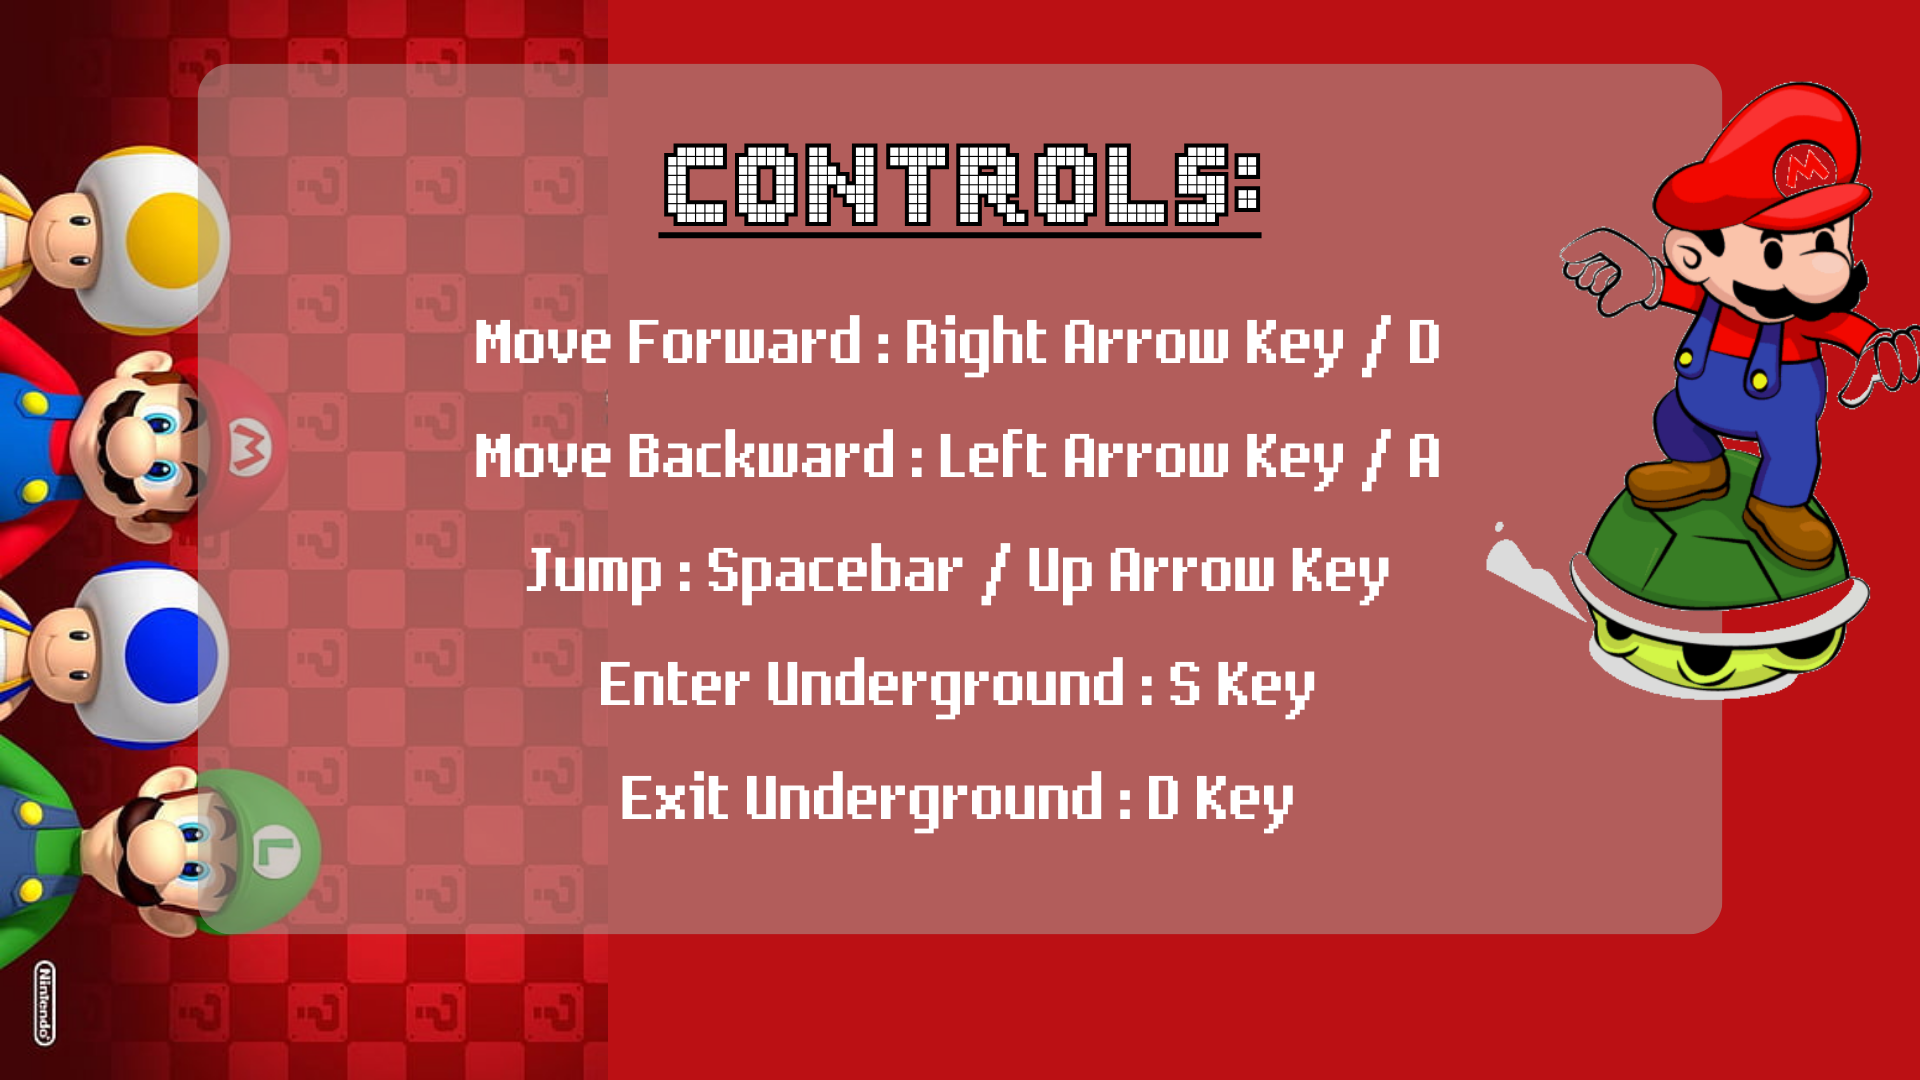 CONTROLS:
Move Forward : Right Arrow Key / D
Move Backward : Left Arrow Key / A
Jump : Spacebar / Up Arrow Key
Enter Underground : S Key
Exit Underground : D Key
M
M
L
Nintendo